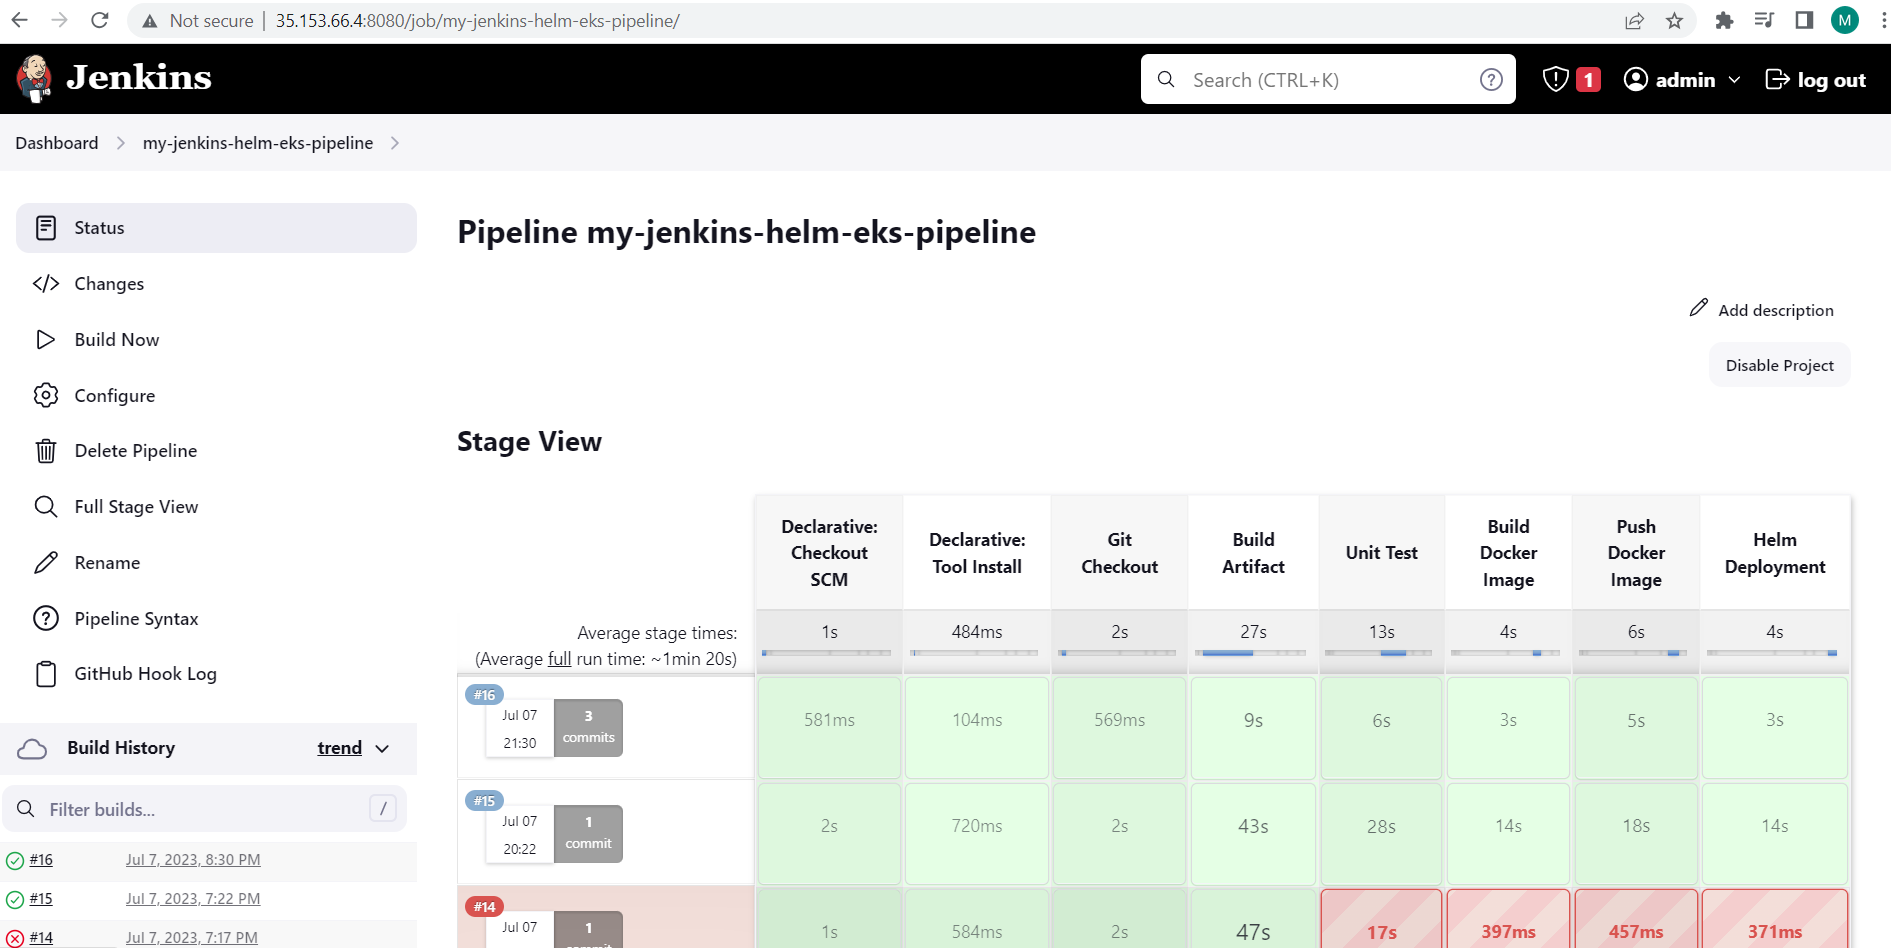 Not secure | 35.153.66.4:8080/job/my-jenkins-helm-eks-pipeline/
M
Jenkins
Search (CTRL+K)
?
1
admin
log out
Dashboard
my-jenkins-helm-eks-pipeline
Status
Changes
Build Now
Configure
Delete Pipeline
Full Stage View
Rename
Pipeline Syntax
GitHub Hook Log
Build History
trend
Filter builds...
/
#16 Jul 7, 2023, 8:30 PM
#15 Jul 7, 2023, 7:22 PM
#14 Jul 7, 2023, 7:17 PM
Pipeline my-jenkins-helm-eks-pipeline
Add description
Disable Project
Stage View
Declarative: Checkout SCM
Declarative: Tool Install
Git Checkout
Build Artifact
Unit Test
Build Docker Image
Push Docker Image
Helm Deployment
Average stage times:
(Average full run time: ~1min 20s)
1s 484ms 2s 27s 13s 4s 6s 4s
#16
Jul 07
21:30
3
commits
581ms 104ms 569ms 9s 6s 3s 5s 3s
#15
Jul 07
20:22
1
commit
2s 720ms 2s 43s 28s 14s 18s 14s
#14
Jul 07
1
commit
1s 584ms 2s 47s 17s 397ms 457ms 371ms